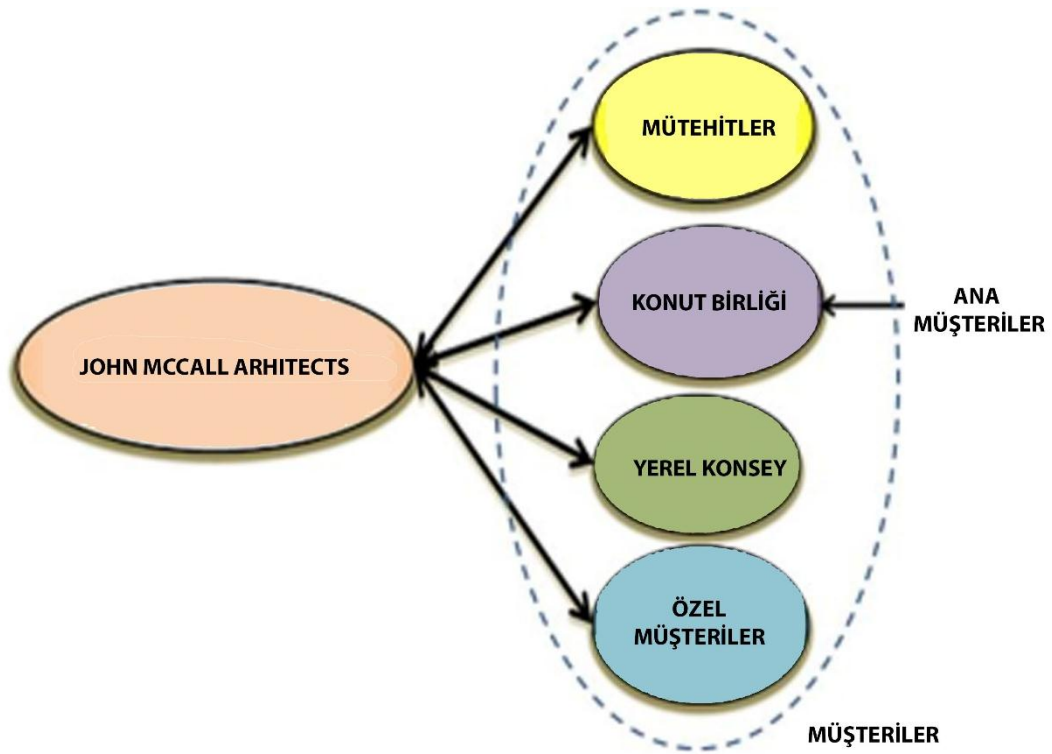 MÜTEHİTLER
KONUT BİRLİĞİ
ANA
MÜŞTERİLER
JOHN MCCALL ARHITECTS
YEREL KONSEY
ÖZEL
MÜŞTERİLER
MÜŞTERİLER